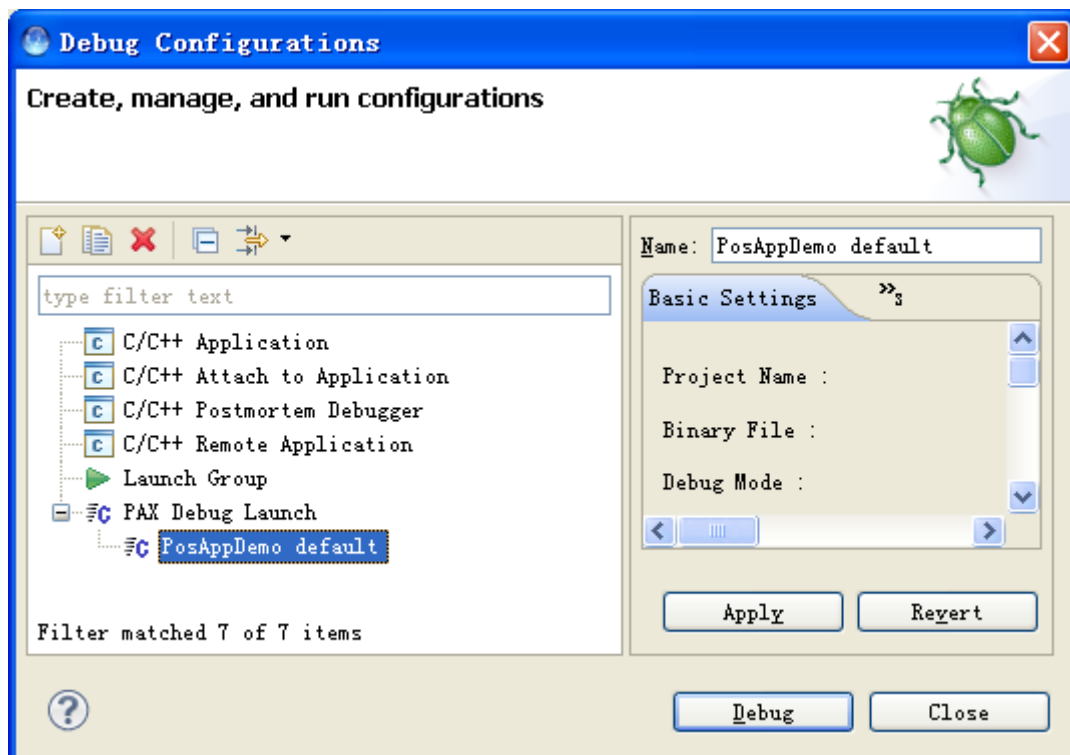 Debug Configurations
Create, manage, and run configurations
type filter text
C/C++ Application
C/C++ Attach to Application
C/C++ Postmortem Debugger
C/C++ Remote Application
Launch Group
PAX Debug Launch
PosAppDemo default
Filter matched 7 of 7 items
Name: PosAppDemo default
Basic Settings »3
Project Name :
Binary File :
Debug Mode :
Apply Revert
? Debug Close